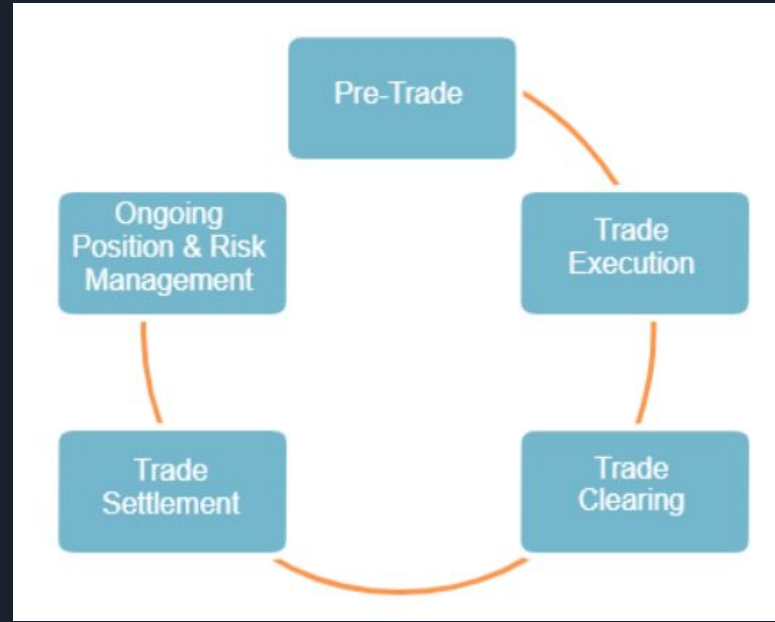 Pre-Trade
Trade
Execution
Trade
Clearing
Trade
Settlement
Ongoing
Position & Risk
Management